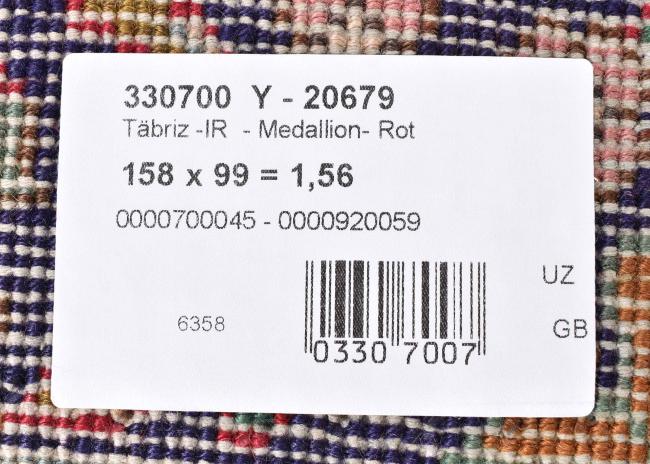 330700 Y - 20679
Täbriz -IR - Medallion- Rot
158 x 99 = 1,56
0000700045 - 0000920059
UZ
6358
GB
0330 7007